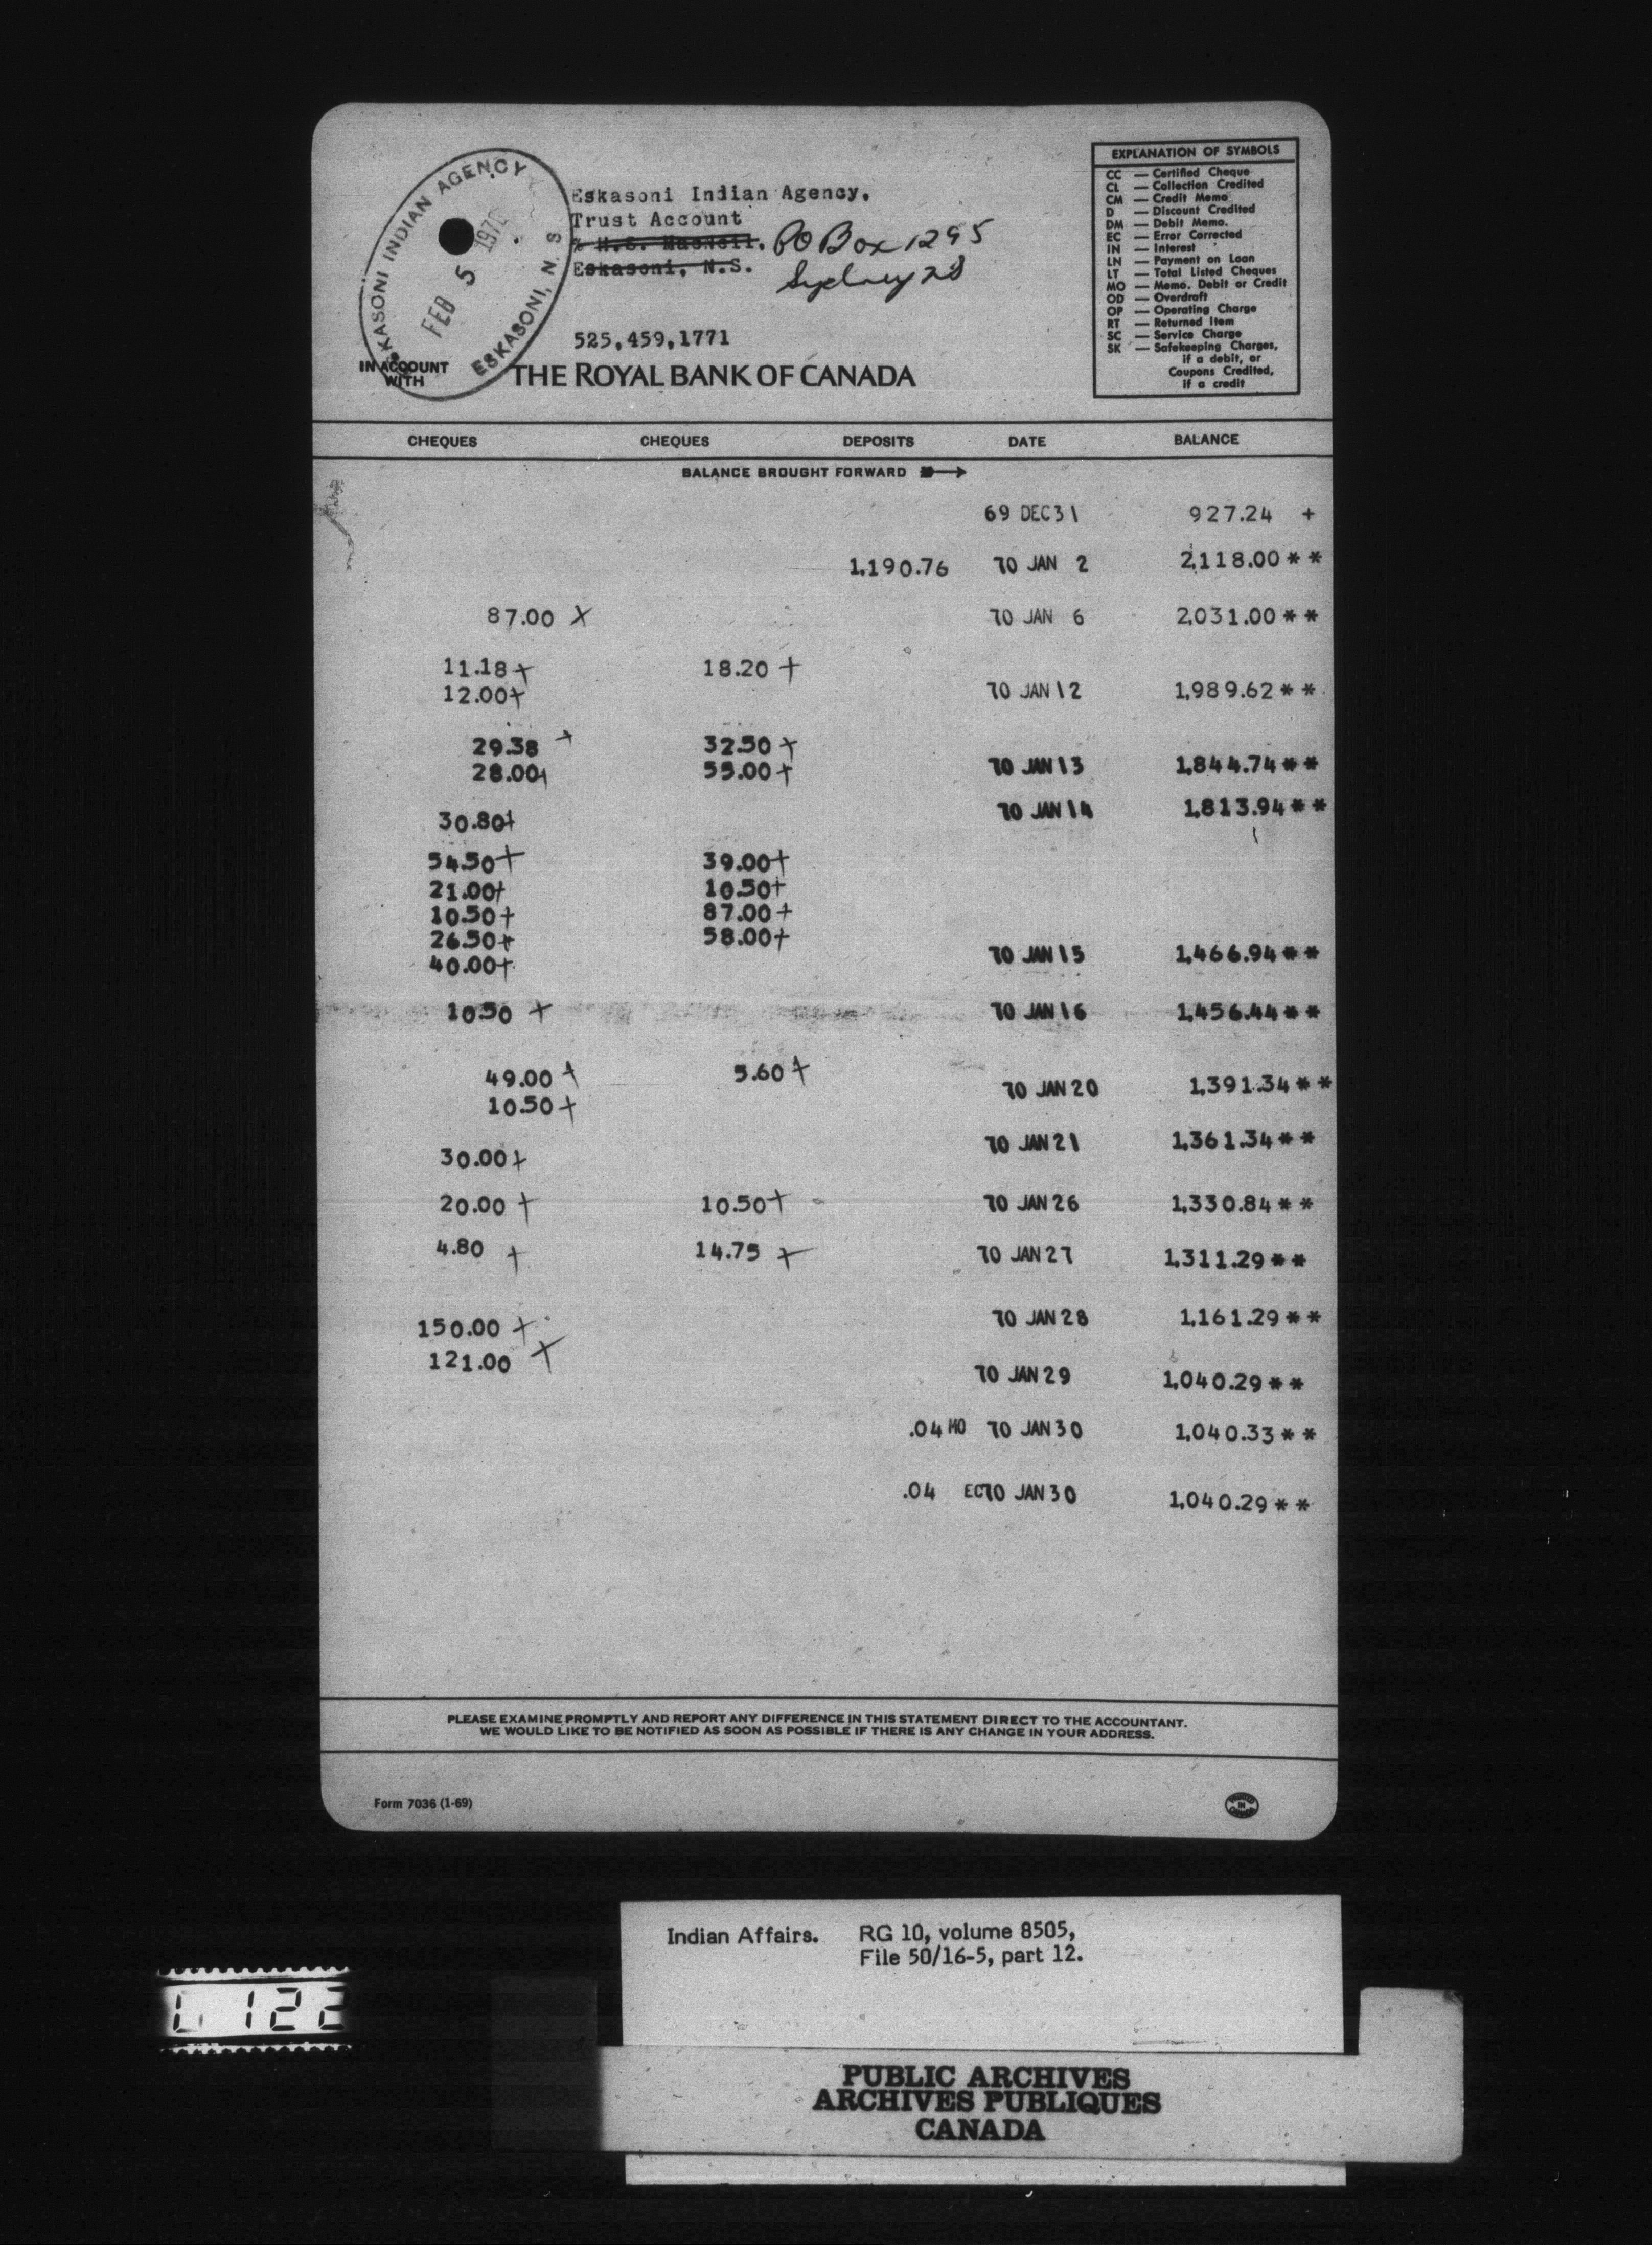 ESKASONI INDIAN AGENCY
FEB 5 1970
ESKASONI, N. S.
Eskasoni Indian Agency,
Trust Account
PO Box 1295
Eskasoni, N.S.
Sydney NS
525,459,1771
IN ACCOUNT WITH
THE ROYAL BANK OF CANADA
EXPLANATION OF SYMBOLS
CC — Certified Cheque
CL — Collection Credited
CM — Credit Memo
D — Discount Credited
DM — Debit Memo.
EC — Error Corrected
IN — Interest
LN — Payment on Loan
LT — Total Listed Cheques
MO — Memo. Debit or Credit
OD — Overdraft
OP — Operating Charge
RT — Returned Item
SC — Service Charge
SK — Safekeeping Charges,
if a debit, or
Coupons Credited,
if a credit
CHEQUES CHEQUES DEPOSITS DATE BALANCE
BALANCE BROUGHT FORWARD
69 DEC 31 927.24 +
1,190.76 70 JAN 2 2,118.00 * *
87.00 X 70 JAN 6 2,031.00 * *
11.18 + 18.20 +
12.00 + 70 JAN 12 1,989.62 * *
29.38 + 32.50 +
28.00 + 55.00 + 70 JAN 13 1,844.74 * *
30.80 + 70 JAN 14 1,813.94 * *
54.50 + 39.00 +
21.00 + 10.50 +
10.50 + 87.00 +
26.50 + 58.00 +
40.00 + 70 JAN 15 1,466.94 * *
10.50 + 70 JAN 16 1,456.44 * *
49.00 + 5.60 +
10.50 + 70 JAN 20 1,391.34 * *
30.00 + 70 JAN 21 1,361.34 * *
20.00 + 10.50 + 70 JAN 26 1,330.84 * *
4.80 + 14.75 + 70 JAN 27 1,311.29 * *
150.00 + 70 JAN 28 1,161.29 * *
121.00 + 70 JAN 29 1,040.29 * *
.04 MO 70 JAN 30 1,040.33 * *
.04 EC 70 JAN 30 1,040.29 * *
PLEASE EXAMINE PROMPTLY AND REPORT ANY DIFFERENCE IN THIS STATEMENT DIRECT TO THE ACCOUNTANT.
WE WOULD LIKE TO BE NOTIFIED AS SOON AS POSSIBLE IF THERE IS ANY CHANGE IN YOUR ADDRESS.
Form 7036 (1-69)
PRINTED IN CANADA
Indian Affairs. RG 10, volume 8505,
File 50/16-5, part 12.
122
PUBLIC ARCHIVES
ARCHIVES PUBLIQUES
CANADA